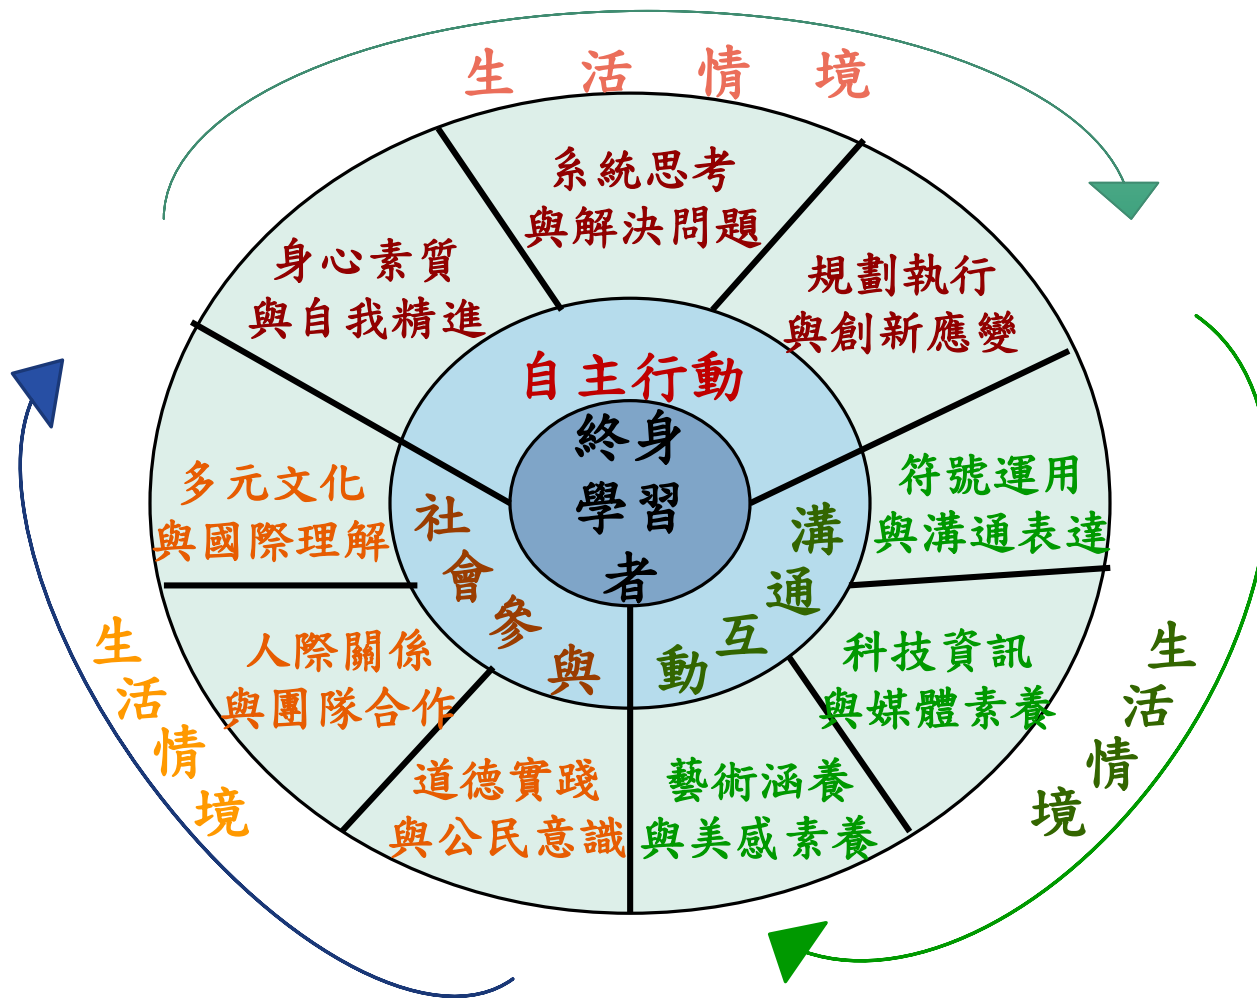 生活情境
系統思考
與解決問題
身心素質
與自我精進
規劃執行
與創新應變
自主行動
終身
學習
者
多元文化
與國際理解
社會參與
溝通互動
符號運用
與溝通表達
人際關係
與團隊合作
科技資訊
與媒體素養
道德實踐
與公民意識
藝術涵養
與美感素養
生活情境
生活情境